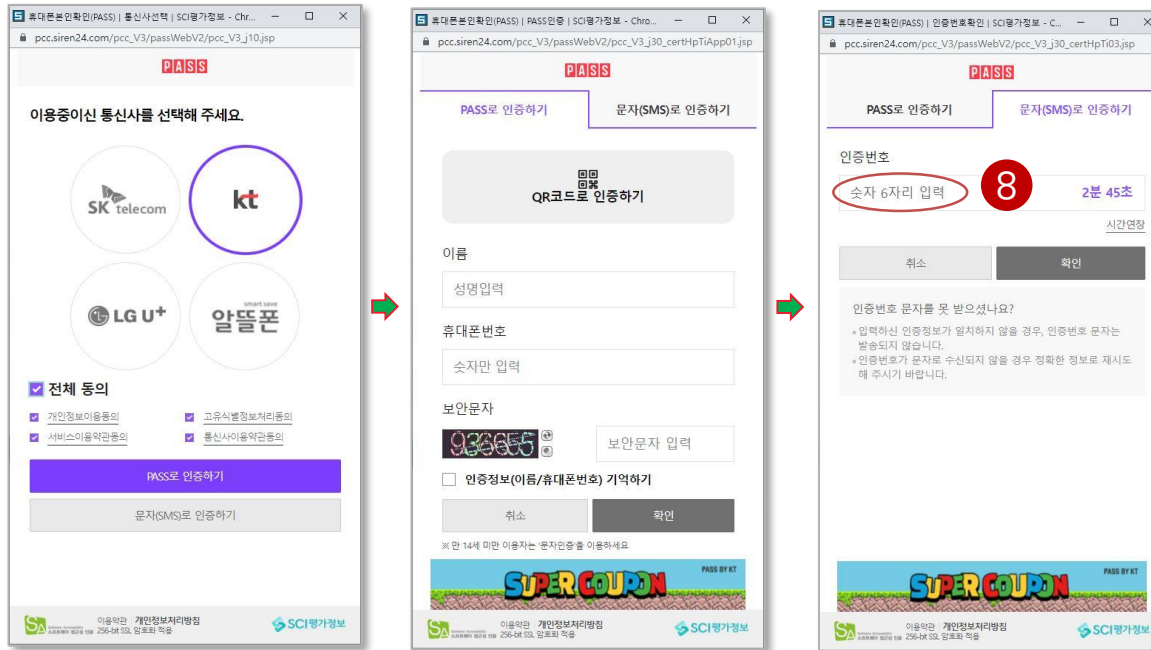 휴대폰본인확인(PASS) | 통신사선택 | SCI평가정보 - Chr...
pcc.siren24.com/pcc_V3/passWebV2/pcc_V3_j10.jsp
PASS
이용중이신 통신사를 선택해 주세요.
SK telecom
kt
LG U+
smart save
알뜰폰
전체 동의
개인정보이용동의
고유식별정보처리동의
서비스이용약관동의
통신사이용약관동의
PASS로 인증하기
문자(SMS)로 인증하기
이용약관 개인정보처리방침
256-bit SSL 암호화 적용
SCI평가정보
휴대폰본인확인(PASS) | PASS인증 | SCI평가정보 - Chro...
pcc.siren24.com/pcc_V3/passWebV2/pcc_V3_j30_certHpTiApp01.jsp
PASS
PASS로 인증하기
문자(SMS)로 인증하기
QR코드로 인증하기
이름
성명입력
휴대폰번호
숫자만 입력
보안문자
936655
보안문자 입력
인증정보(이름/휴대폰번호) 기억하기
취소
확인
※ 만 14세 미만 이용자는 '문자인증'을 이용하세요
SUPER COUPON
PASS BY KT
이용약관 개인정보처리방침
256-bit SSL 암호화 적용
SCI평가정보
휴대폰본인확인(PASS) | 인증번호확인 | SCI평가정보 - C...
pcc.siren24.com/pcc_V3/passWebV2/pcc_V3_j30_certHpTi03.jsp
PASS
PASS로 인증하기
문자(SMS)로 인증하기
인증번호
숫자 6자리 입력
8
2분 45초
시간연장
취소
확인
인증번호 문자를 못 받으셨나요?
입력하신 인증정보가 일치하지 않을 경우, 인증번호 문자는
발송되지 않습니다.
인증번호가 문자로 수신되지 않을 경우 정확한 정보로 재시도
해 주시기 바랍니다.
SUPER COUPON
PASS BY KT
이용약관 개인정보처리방침
256-bit SSL 암호화 적용
SCI평가정보